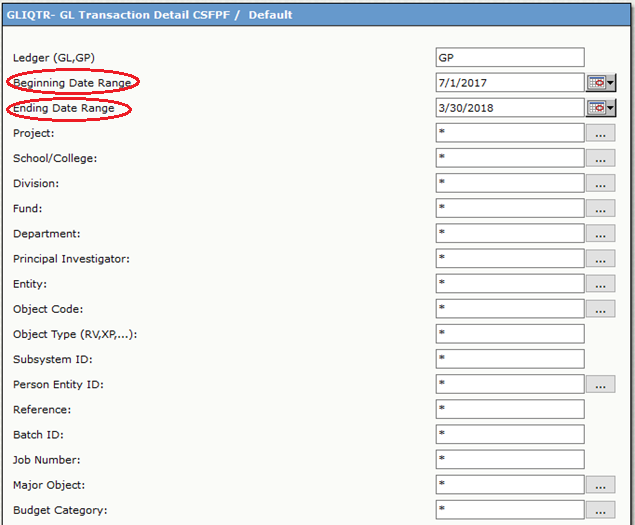 GLIQTR- GL Transaction Detail CSFPF / Default
Ledger (GL,GP) GP
Beginning Date Range 7/1/2017
Ending Date Range 3/30/2018
Project: * ...
School/College: * ...
Division: * ...
Fund: * ...
Department: * ...
Principal Investigator: * ...
Entity: * ...
Object Code: * ...
Object Type (RV,XP,...): *
Subsystem ID: *
Person Entity ID: * ...
Reference: *
Batch ID: *
Job Number: *
Major Object: * ...
Budget Category: * ...